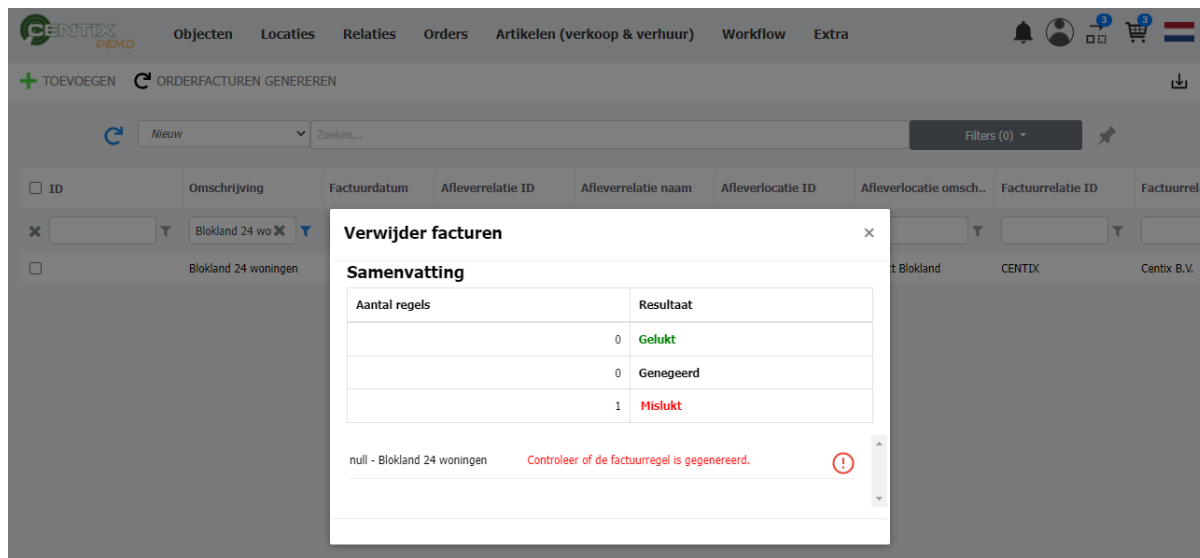 CENTIX
DEMO
Objecten Locaties Relaties Orders Artikelen (verkoop & verhuur) Workflow Extra
3 3
TOEVOEGEN ORDERFACTUREN GENEREREN
Nieuw Zoeken... Filters (0)
ID Omschrijving Factuurdatum Afleverrelatie ID Afleverrelatie naam Afleverlocatie ID Afleverlocatie omsch.. Factuurrelatie ID Factuurrel
Blokland 24 wo
Blokland 24 woningen t Blokland CENTIX Centix B.V.
Verwijder facturen ×
Samenvatting
Aantal regels Resultaat
0 Gelukt
0 Genegeerd
1 Mislukt
null - Blokland 24 woningen Controleer of de factuurregel is gegenereerd.